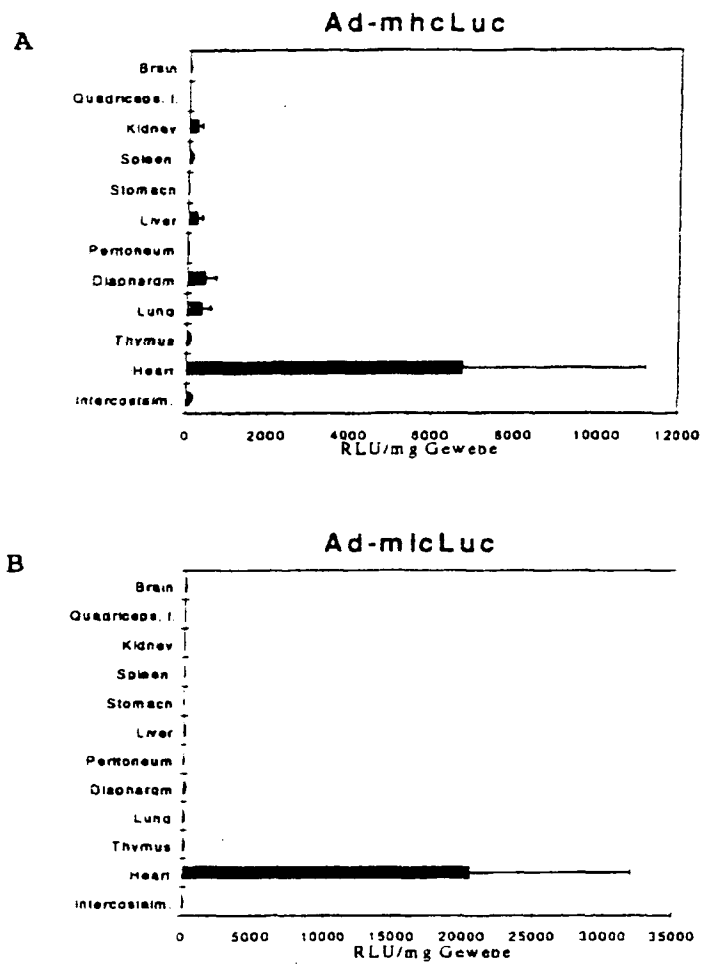 A
Ad-mhcLuc
Brain
Quadriceps. f.
Kidney
Spleen
Stomach
Liver
Peritoneum
Diapharqm
Lung
Thymus
Heart
Intercostalm.
0 2000 4000 6000 8000 10000 12000
RLU/mg Gewebe
B
Ad-mlcLuc
Brain
Quadriceps. f.
Kidney
Spleen
Stomach
Liver
Peritoneum
Diapharqm
Lung
Thymus
Heart
Intercostalm.
0 5000 10000 15000 20000 25000 30000 35000
RLU/mg Gewebe